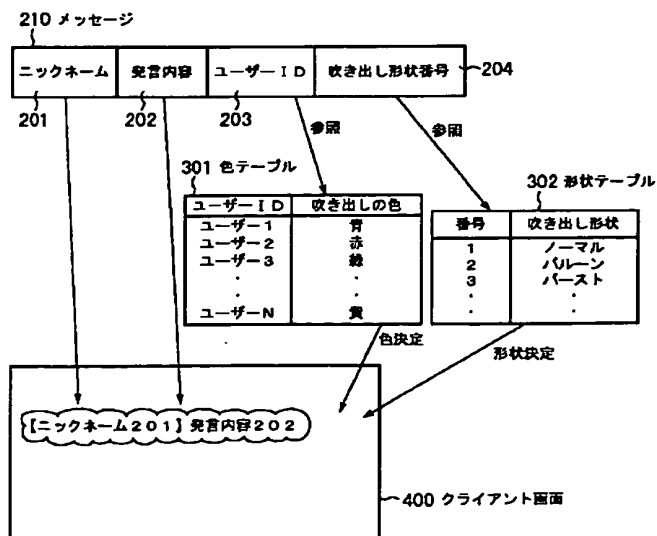 210 メッセージ
ニックネーム 発言内容 ユーザーID 吹き出し形状番号
204
201 202 203
参照 参照
301 色テーブル
302 形状テーブル
ユーザーID 吹き出しの色
番号 吹き出し形状
ユーザー1 青
1 ノーマル
ユーザー2 赤
2 バルーン
ユーザー3 緑
3 バースト
・ ・ ・ ・
・ ・ ・ ・
ユーザーN 黄
色決定
形状決定
【ニックネーム201】発言内容202
400 クライアント画面